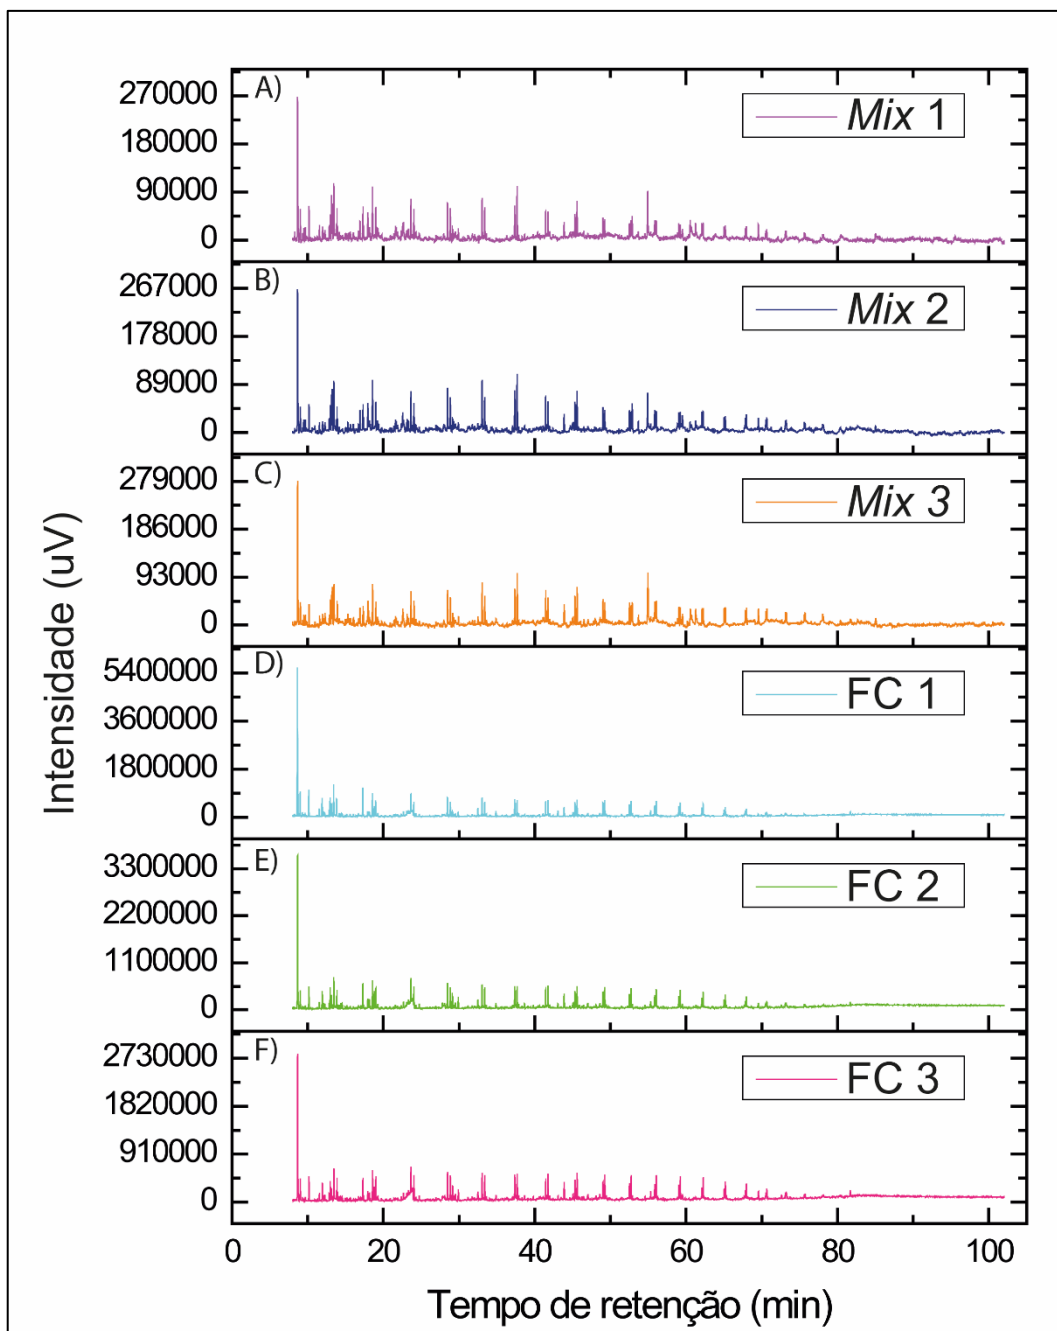 A)
Mix 1
270000
180000
90000
0
B)
Mix 2
267000
178000
89000
0
C)
Mix 3
279000
186000
93000
0
D)
FC 1
5400000
3600000
1800000
0
E)
FC 2
3300000
2200000
1100000
0
F)
FC 3
2730000
1820000
910000
0
Intensidade (uV)
0 20 40 60 80 100
Tempo de retenção (min)